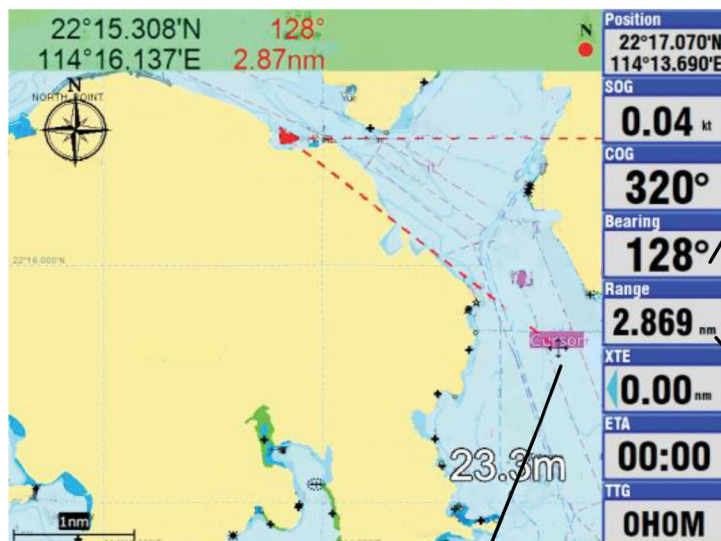 22°15.308'N 128°
114°16.137'E 2.87nm
N
N
NORTH POINT
22°16.000'N
Cursor
23.3m
1nm
Position
22°17.070'N
114°13.690'E
SOG
0.04 kt
COG
320°
Bearing
128°
Range
2.869 nm
XTE
0.00 nm
ETA
00:00
TTG
0H0M